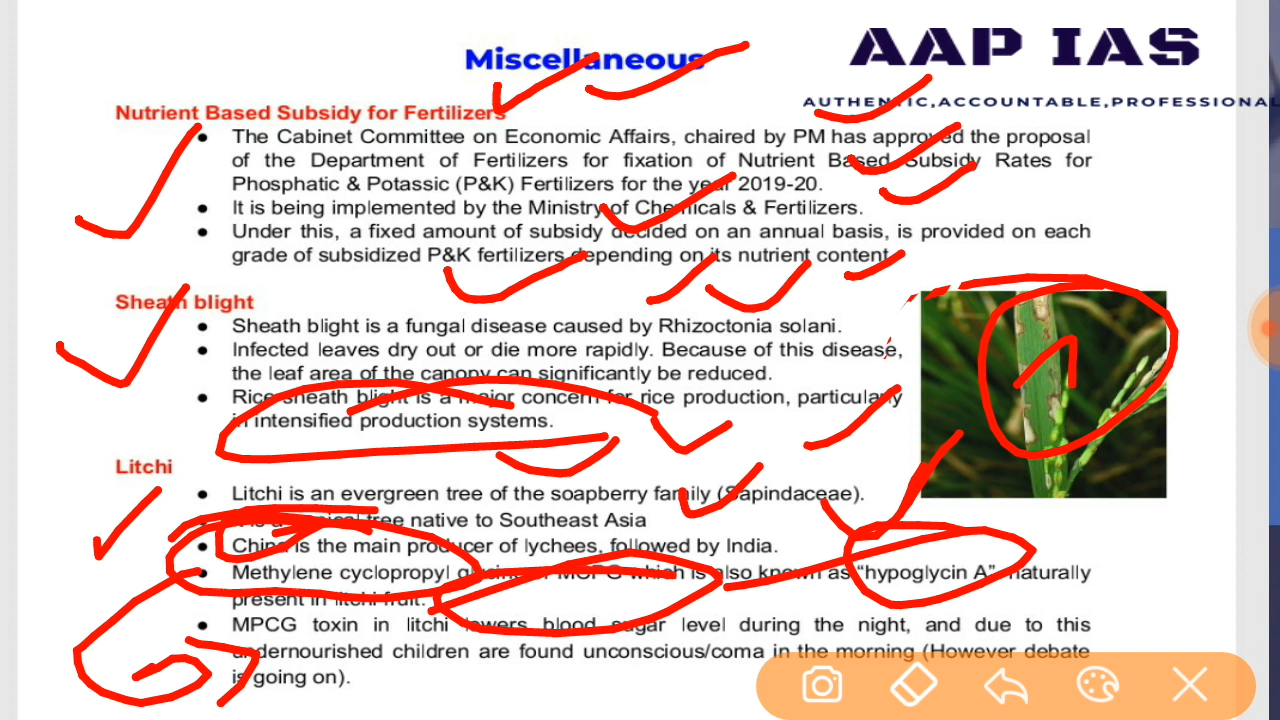 Miscellaneous
AAP IAS
AUTHENTIC,ACCOUNTABLE,PROFESSIONAL
Nutrient Based Subsidy for Fertilizers
● The Cabinet Committee on Economic Affairs, chaired by PM has approved the proposal
of the Department of Fertilizers for fixation of Nutrient Based Subsidy Rates for
Phosphatic & Potassic (P&K) Fertilizers for the year 2019-20.
● It is being implemented by the Ministry of Chemicals & Fertilizers.
● Under this, a fixed amount of subsidy decided on an annual basis, is provided on each
grade of subsidized P&K fertilizers depending on its nutrient content.
Sheath blight
● Sheath blight is a fungal disease caused by Rhizoctonia solani.
● Infected leaves dry out or die more rapidly. Because of this disease,
the leaf area of the canopy can significantly be reduced.
● Rice sheath blight is a major concern for rice production, particularly
in intensified production systems.
Litchi
● Litchi is an evergreen tree of the soapberry family (Sapindaceae).
tree native to Southeast Asia
● China is the main producer of lychees, followed by India.
● Methylene cyclopropyl MCPG which is also known as “hypoglycin A” naturally
present in litchi fruit.
● MPCG toxin in litchi lowers blood sugar level during the night, and due to this
undernourished children are found unconscious/coma in the morning (However debate
is going on).